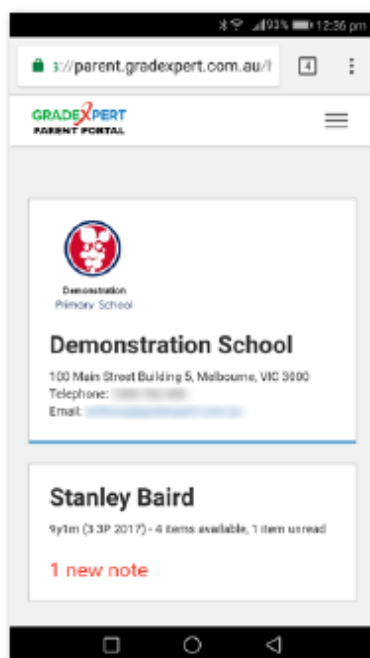 93% 12:36 pm
s://parent.gradexpert.com.au/h 4
GRADEXPERT
PARENT PORTAL
Demonstration
Primary School
Demonstration School
100 Main Street Building 5, Melbourne, VIC 3000
Telephone:
Email:
Stanley Baird
9y1m (3.3P 2017) - 4 items available, 1 item unread
1 new note